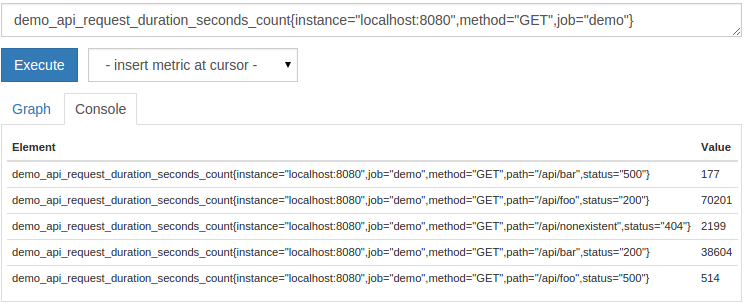 demo_api_request_duration_seconds_count{instance="localhost:8080",method="GET",job="demo"}
Execute - insert metric at cursor -
Graph Console
Element Value
demo_api_request_duration_seconds_count{instance="localhost:8080",job="demo",method="GET",path="/api/bar",status="500"} 177
demo_api_request_duration_seconds_count{instance="localhost:8080",job="demo",method="GET",path="/api/foo",status="200"} 70201
demo_api_request_duration_seconds_count{instance="localhost:8080",job="demo",method="GET",path="/api/nonexistent",status="404"} 2199
demo_api_request_duration_seconds_count{instance="localhost:8080",job="demo",method="GET",path="/api/bar",status="200"} 38604
demo_api_request_duration_seconds_count{instance="localhost:8080",job="demo",method="GET",path="/api/foo",status="500"} 514